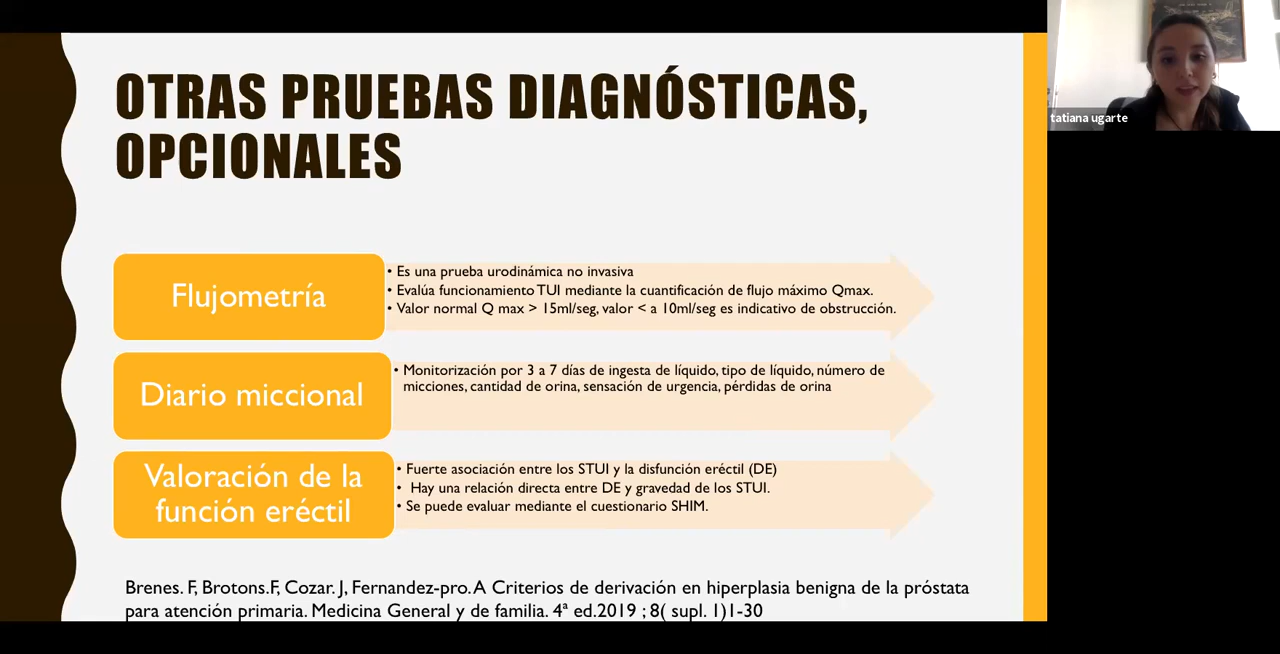 OTRAS PRUEBAS DIAGNÓSTICAS,
OPCIONALES
tatiana ugarte
Flujometría
• Es una prueba urodinámica no invasiva
• Evalúa funcionamiento TUI mediante la cuantificación de flujo máximo Qmax.
• Valor normal Q max > 15ml/seg, valor < a 10ml/seg es indicativo de obstrucción.
Diario miccional
• Monitorización por 3 a 7 días de ingesta de líquido, tipo de líquido, número de
micciones, cantidad de orina, sensación de urgencia, pérdidas de orina
Valoración de la
función eréctil
• Fuerte asociación entre los STUI y la disfunción eréctil (DE)
• Hay una relación directa entre DE y gravedad de los STUI.
• Se puede evaluar mediante el cuestionario SHIM.
Brenes. F, Brotons.F, Cozar. J, Fernandez-pro. A Criterios de derivación en hiperplasia benigna de la próstata
para atención primaria. Medicina General y de familia. 4ª ed.2019 ; 8( supl. 1)1-30